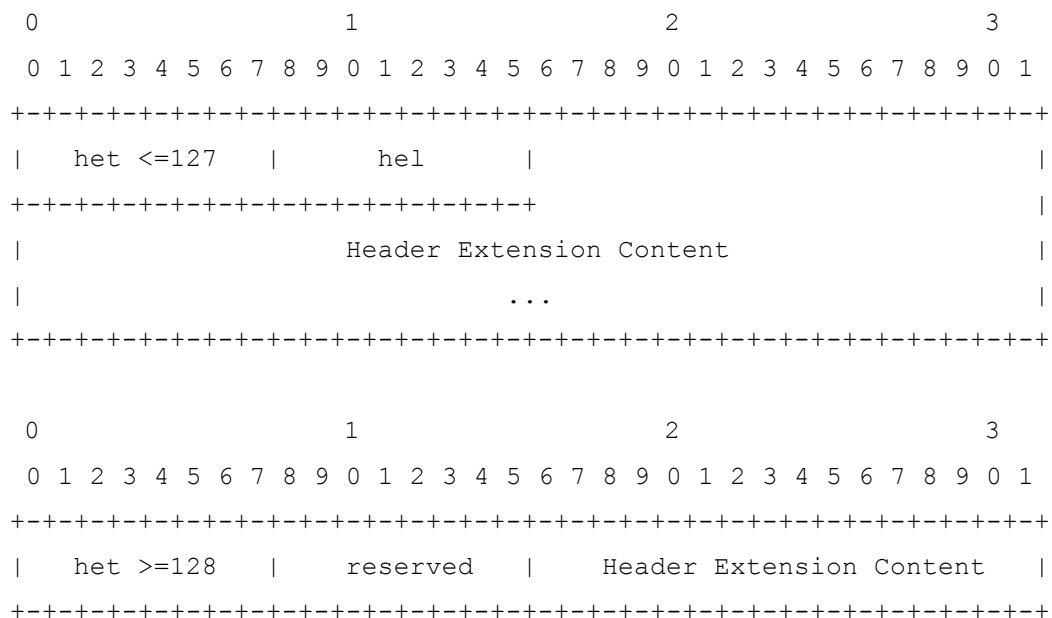 0                   1                   2                   3
 0 1 2 3 4 5 6 7 8 9 0 1 2 3 4 5 6 7 8 9 0 1 2 3 4 5 6 7 8 9 0 1
+-+-+-+-+-+-+-+-+-+-+-+-+-+-+-+-+-+-+-+-+-+-+-+-+-+-+-+-+-+-+-+-+
|   het <=127   |      hel      |                               |
+-+-+-+-+-+-+-+-+-+-+-+-+-+-+-+-+                               |
|                    Header Extension Content                   |
|                              ...                              |
+-+-+-+-+-+-+-+-+-+-+-+-+-+-+-+-+-+-+-+-+-+-+-+-+-+-+-+-+-+-+-+-+
 0                   1                   2                   3
 0 1 2 3 4 5 6 7 8 9 0 1 2 3 4 5 6 7 8 9 0 1 2 3 4 5 6 7 8 9 0 1
+-+-+-+-+-+-+-+-+-+-+-+-+-+-+-+-+-+-+-+-+-+-+-+-+-+-+-+-+-+-+-+-+
|   het >=128   |    reserved   |    Header Extension Content   |
+-+-+-+-+-+-+-+-+-+-+-+-+-+-+-+-+-+-+-+-+-+-+-+-+-+-+-+-+-+-+-+-+